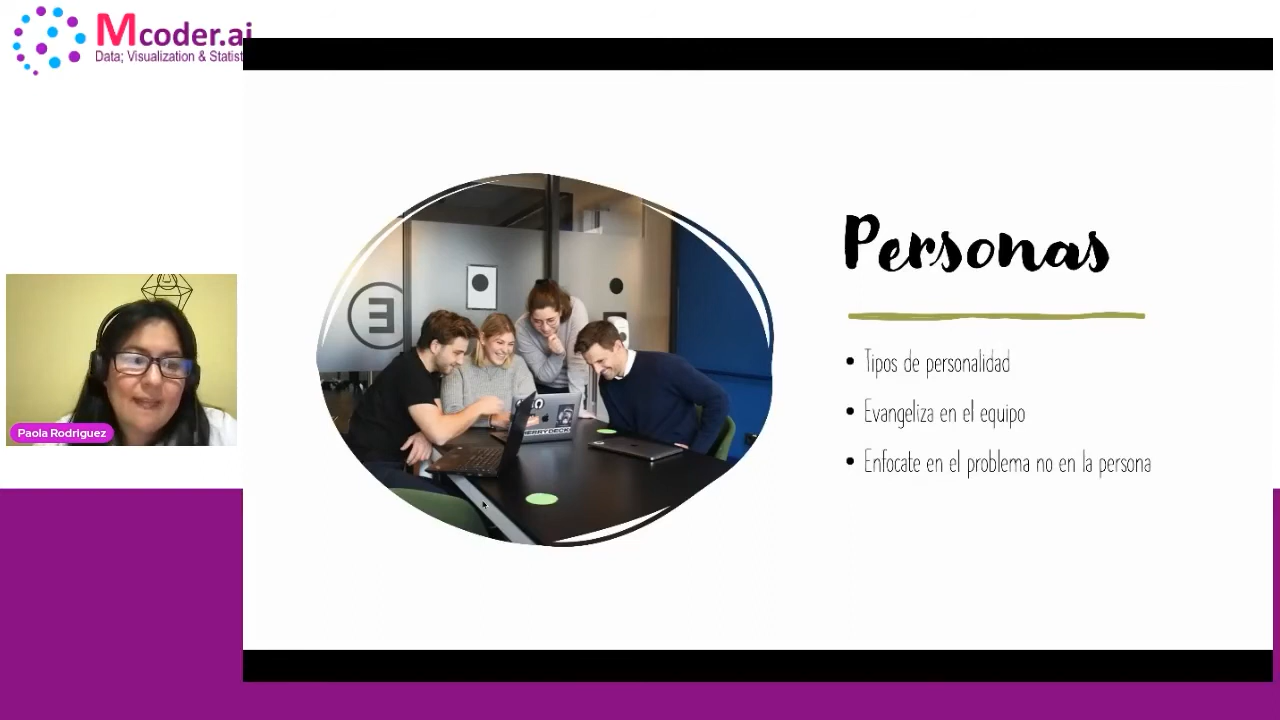 Mcoder.ai
Data; Visualization & Statist
Paola Rodriguez
Personas
• Tipos de personalidad
• Evangeliza en el equipo
• Enfocate en el problema no en la persona